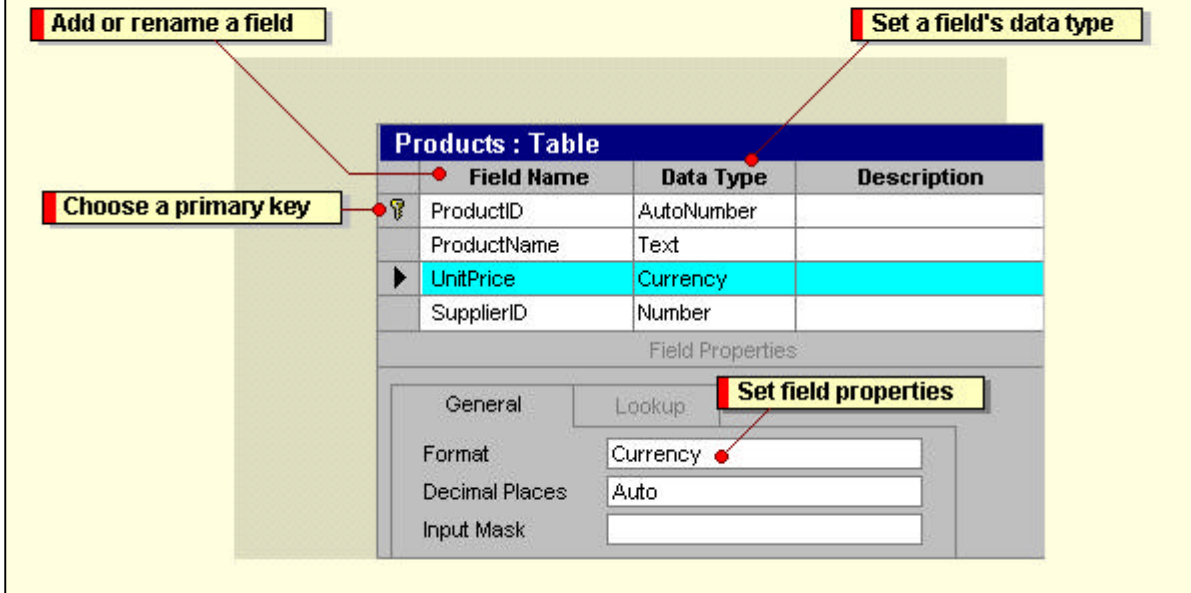 Add or rename a field
Set a field's data type
Products : Table
Field Name Data Type Description
Choose a primary key
ProductID AutoNumber
ProductName Text
UnitPrice Currency
SupplierID Number
Field Properties
Set field properties
General Lookup
Format Currency
Decimal Places Auto
Input Mask